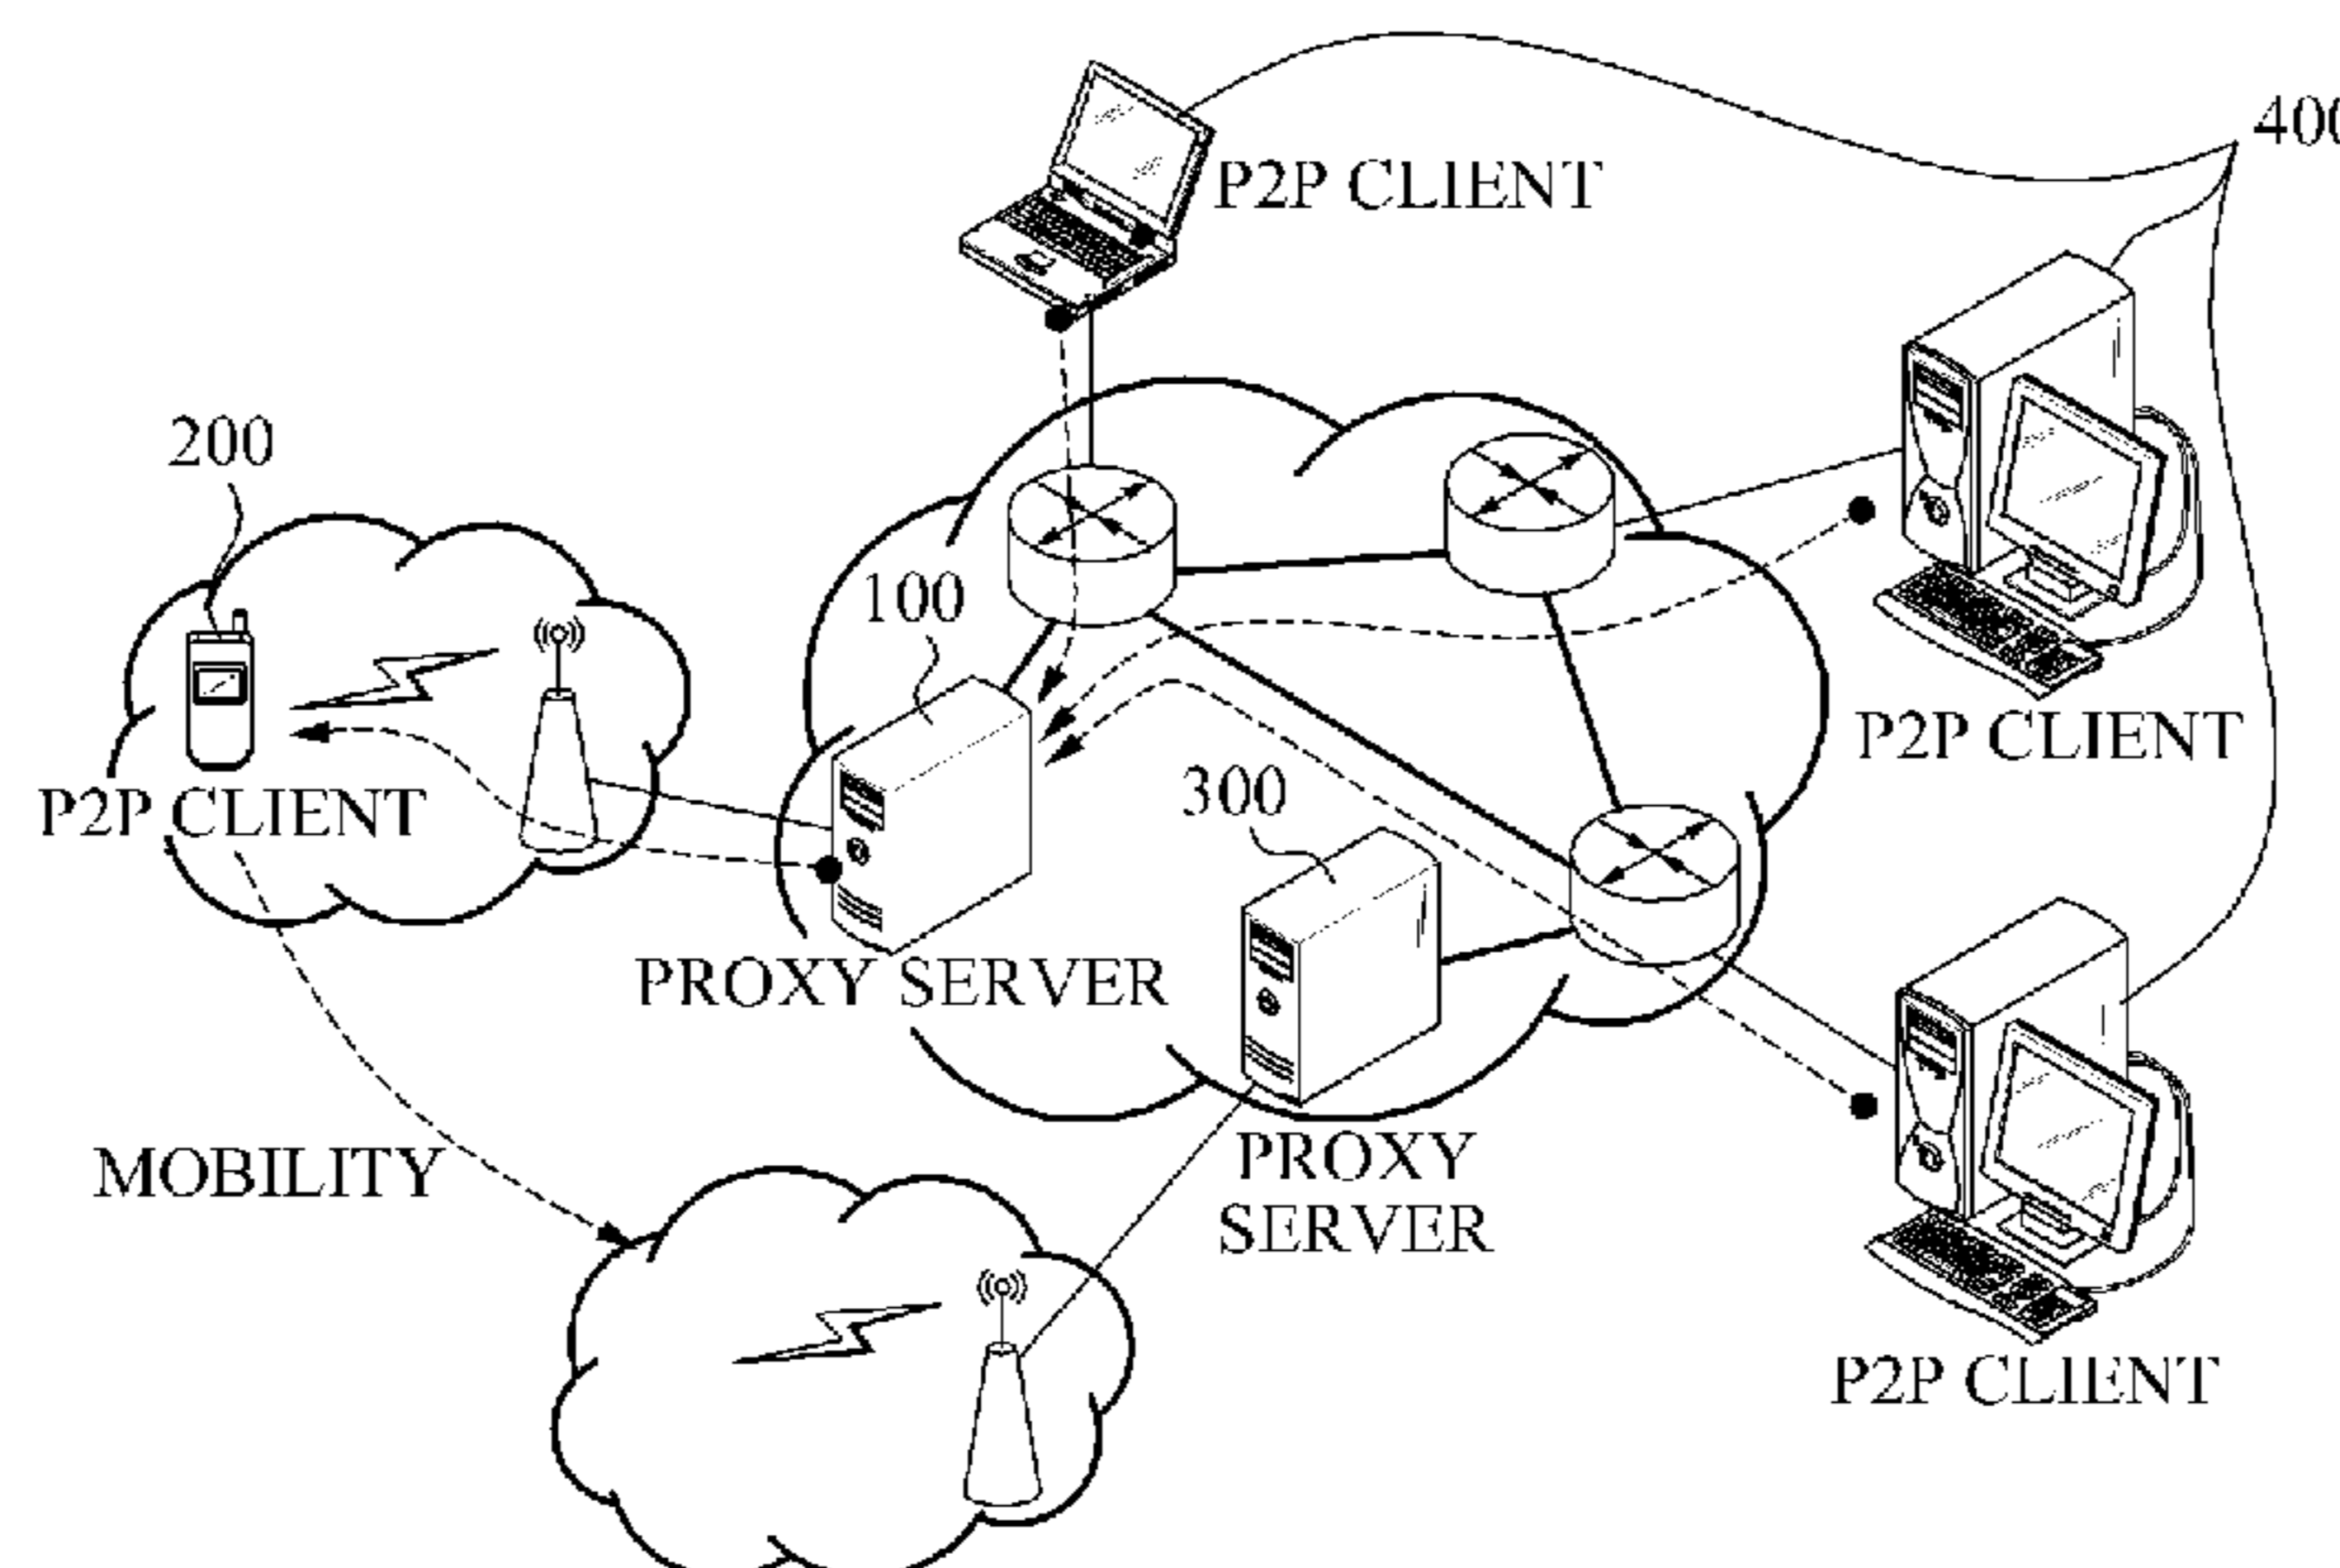 400
P2P CLIENT
200
100
P2P CLIENT
300
P2P CLIENT
PROXY SERVER
PROXY
SERVER
MOBILITY
P2P CLIENT